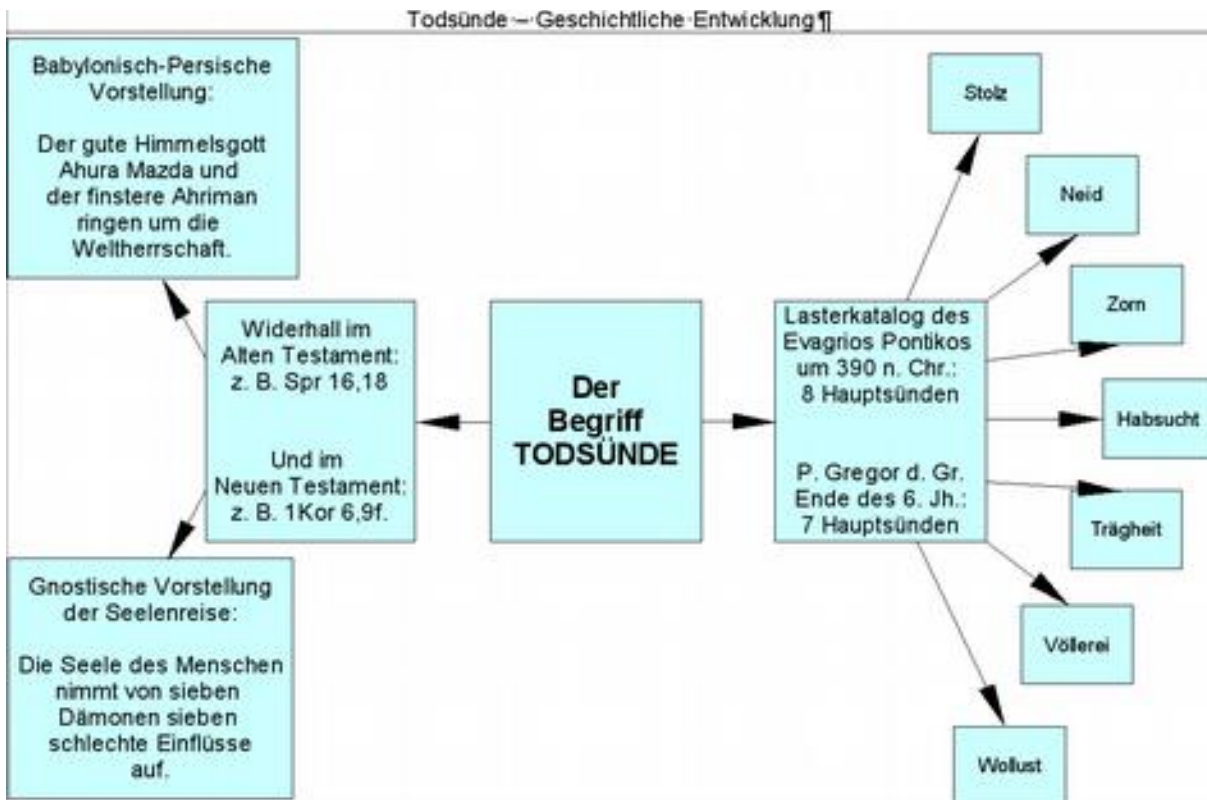 Todsünde – Geschichtliche Entwicklung¶
Babylonisch-Persische
Vorstellung:
Der gute Himmelsgott
Ahura Mazda und
der finstere Ahriman
ringen um die
Weltherrschaft.
Widerhall im
Alten Testament:
z. B. Spr 16,18
Und im
Neuen Testament:
z. B. 1Kor 6,9f.
Gnostische Vorstellung
der Seelenreise:
Die Seele des Menschen
nimmt von sieben
Dämonen sieben
schlechte Einflüsse
auf.
Der
Begriff
TODSÜNDE
Lasterkatalog des
Evagrios Pontikos
um 390 n. Chr.:
8 Hauptsünden
P. Gregor d. Gr.
Ende des 6. Jh.:
7 Hauptsünden
Stolz
Neid
Zorn
Habsucht
Trägheit
Völlerei
Wollust